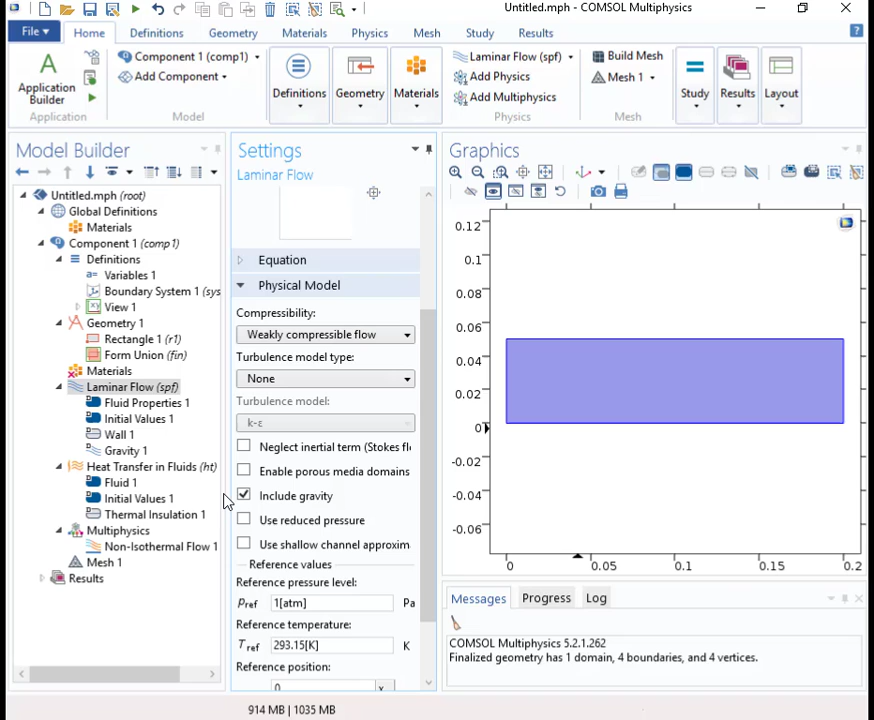 Untitled.mph - COMSOL Multiphysics
File
Home
Definitions
Geometry
Materials
Physics
Mesh
Study
Results
Application Builder
Component 1 (comp1)
Add Component
Definitions
Geometry
Materials
Laminar Flow (spf)
Add Physics
Add Multiphysics
Build Mesh
Mesh 1
Study
Results
Layout
Application
Model
Physics
Mesh
Model Builder
Untitled.mph (root)
Global Definitions
Materials
Component 1 (comp1)
Definitions
a= Variables 1
Boundary System 1 (sys
View 1
Geometry 1
Rectangle 1 (r1)
Form Union (fin)
Materials
Laminar Flow (spf)
Fluid Properties 1
Initial Values 1
Wall 1
Gravity 1
Heat Transfer in Fluids (ht)
Fluid 1
Initial Values 1
Thermal Insulation 1
Multiphysics
Non-Isothermal Flow 1
Mesh 1
Results
Settings
Laminar Flow
Equation
Physical Model
Compressibility:
Weakly compressible flow
Turbulence model type:
None
Turbulence model:
k-ε
Neglect inertial term (Stokes fl
Enable porous media domains
Include gravity
Use reduced pressure
Use shallow channel approxim
Reference values
Reference pressure level:
pref 1[atm] Pa
Reference temperature:
Tref 293.15[K] K
Reference position:
0 x
Graphics
0.12
0.1
0.08
0.06
0.04
0.02
0
-0.02
-0.04
-0.06
0 0.05 0.1 0.15 0.2
Messages
Progress
Log
COMSOL Multiphysics 5.2.1.262
Finalized geometry has 1 domain, 4 boundaries, and 4 vertices.
914 MB | 1035 MB